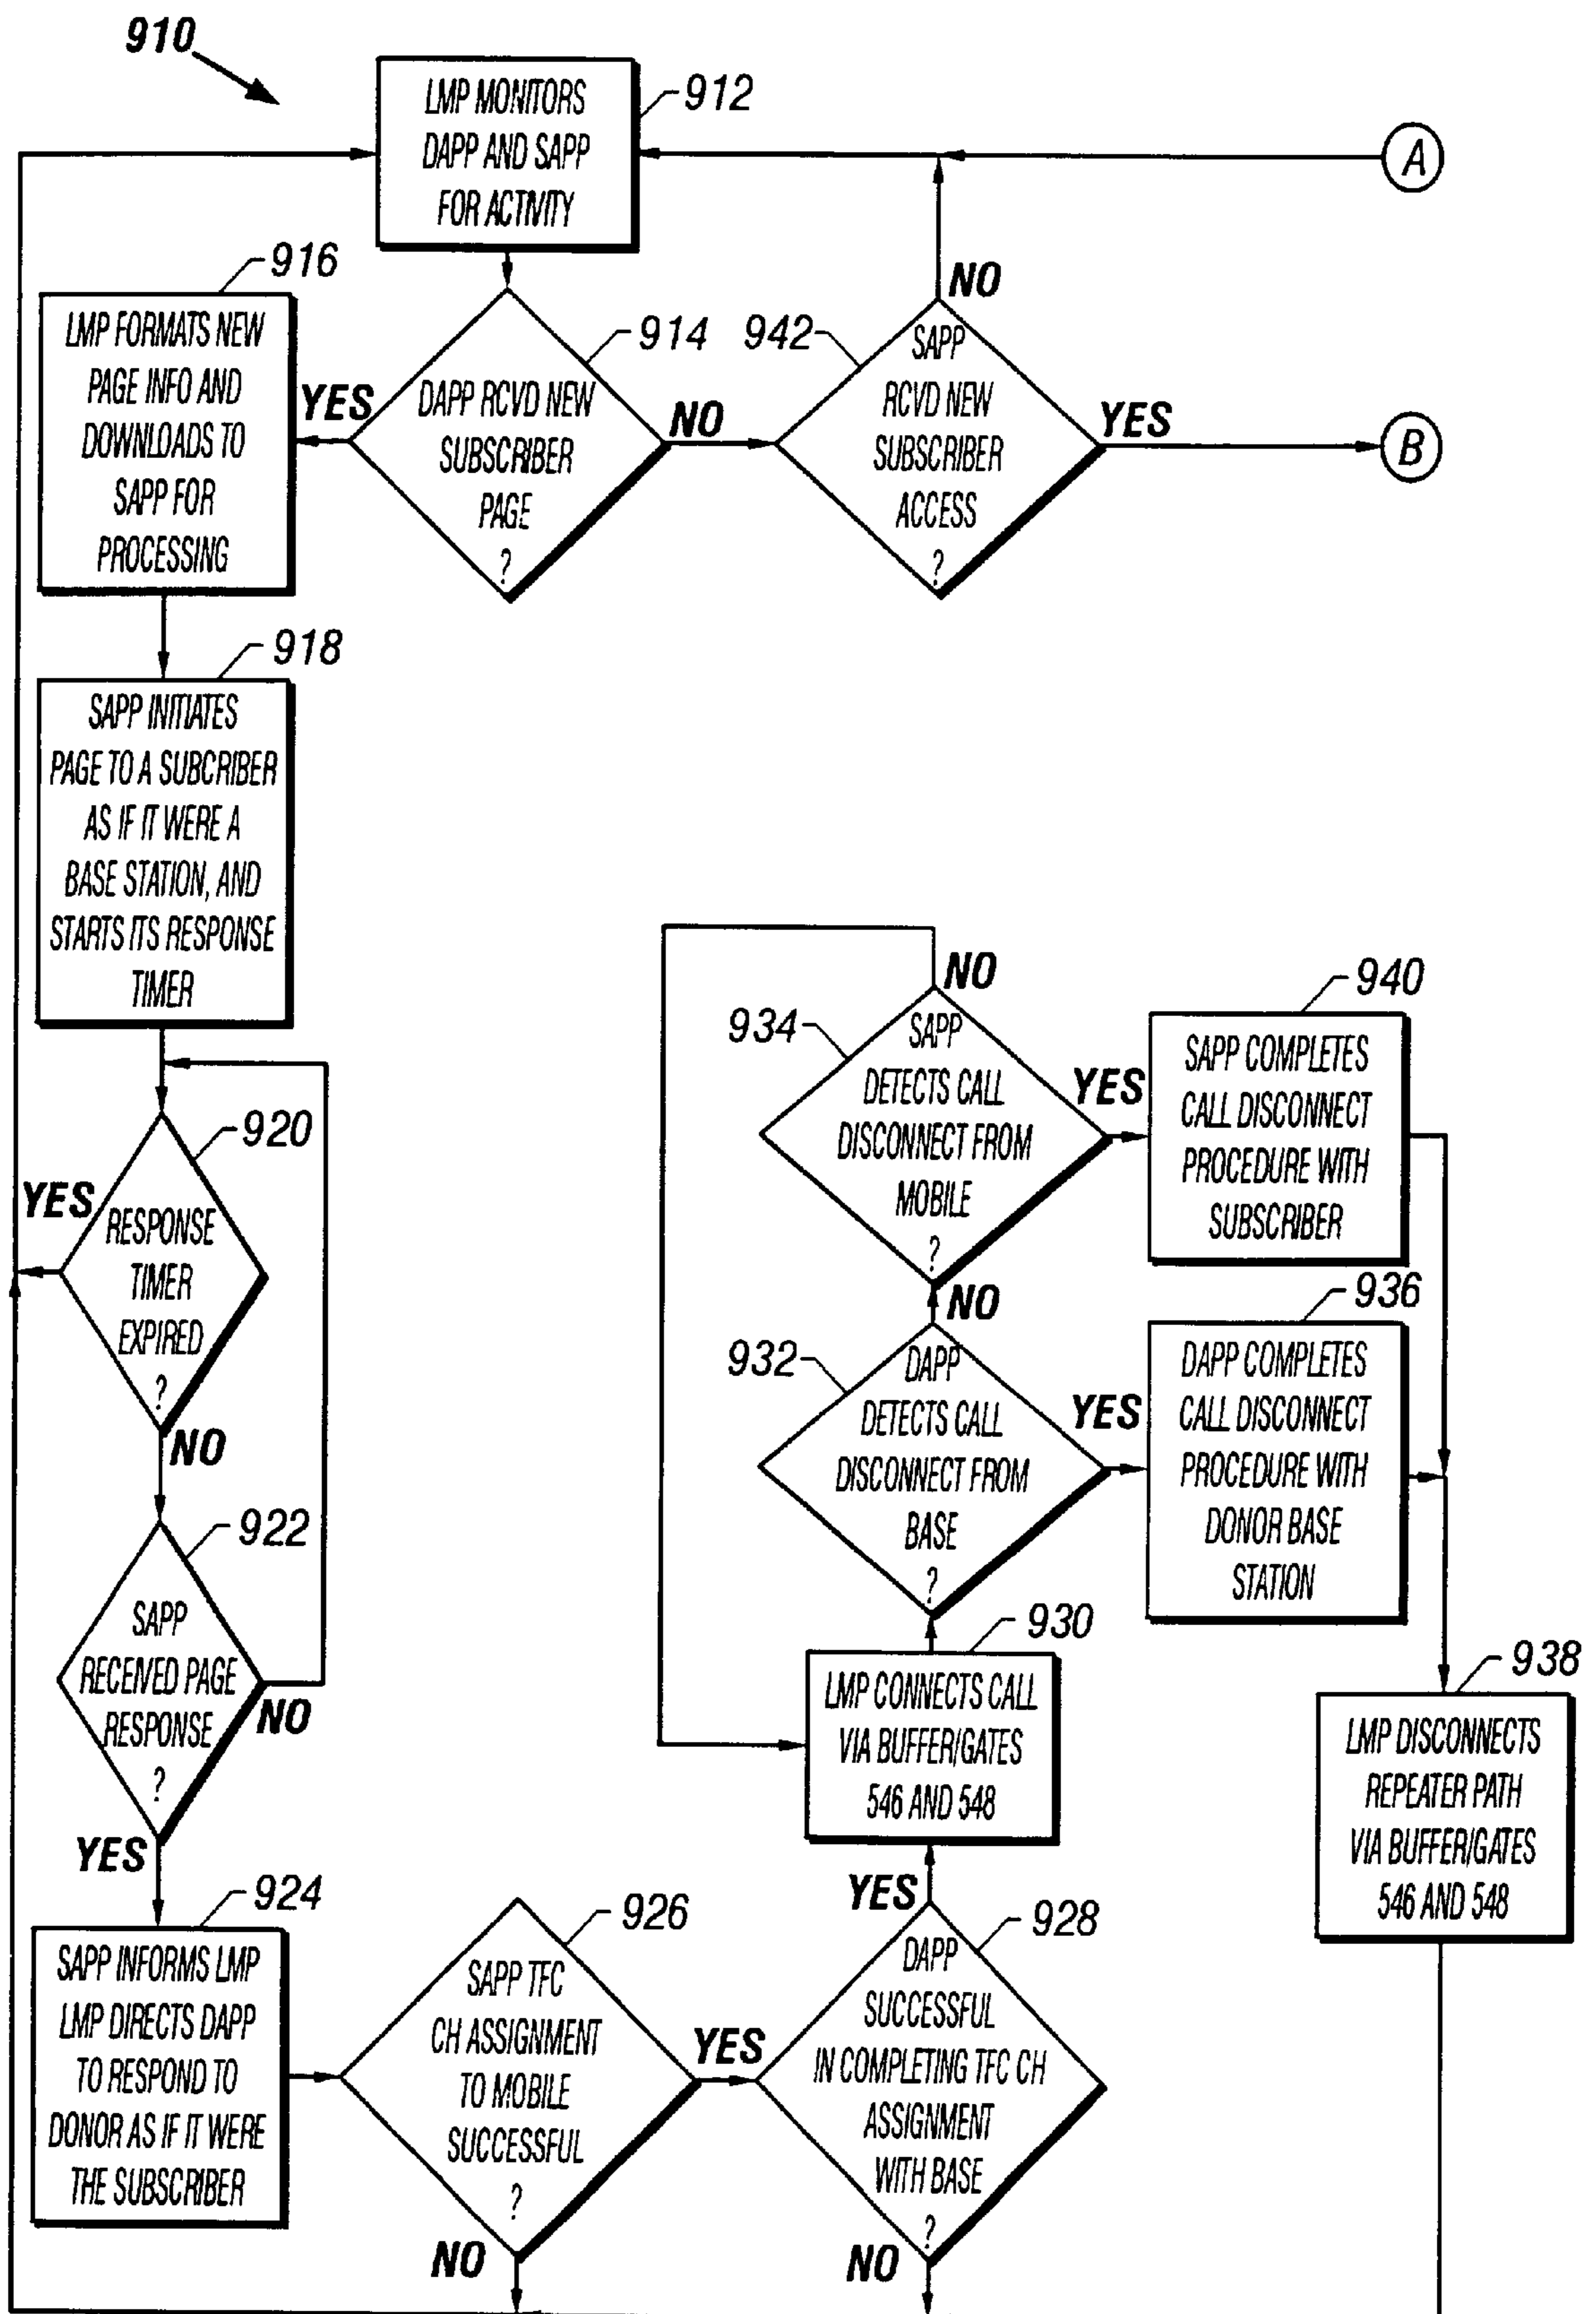 910
LMP MONITORS
DAPP AND SAPP
FOR ACTIVITY
912
A
916
LMP FORMATS NEW
PAGE INFO AND
DOWNLOADS TO
SAPP FOR
PROCESSING
YES
914
DAPP RCVD NEW
SUBSCRIBER
PAGE
?
NO
942
SAPP
RCVD NEW
SUBSCRIBER
ACCESS
?
NO
YES
B
918
SAPP INITIATES
PAGE TO A SUBCRIBER
AS IF IT WERE A
BASE STATION, AND
STARTS ITS RESPONSE
TIMER
920
YES
RESPONSE
TIMER
EXPIRED
?
NO
922
SAPP
RECEIVED PAGE
RESPONSE
?
NO
YES
924
SAPP INFORMS LMP
LMP DIRECTS DAPP
TO RESPOND TO
DONOR AS IF IT WERE
THE SUBSCRIBER
926
SAPP TFC
CH ASSIGNMENT
TO MOBILE
SUCCESSFUL
?
NO
YES
928
DAPP
SUCCESSFUL
IN COMPLETING TFC CH
ASSIGNMENT
WITH BASE
?
NO
YES
930
LMP CONNECTS CALL
VIA BUFFER/GATES
546 AND 548
932
DAPP
DETECTS CALL
DISCONNECT FROM
BASE
?
YES
NO
934
SAPP
DETECTS CALL
DISCONNECT FROM
MOBILE
?
NO
YES
940
SAPP COMPLETES
CALL DISCONNECT
PROCEDURE WITH
SUBSCRIBER
936
DAPP COMPLETES
CALL DISCONNECT
PROCEDURE WITH
DONOR BASE
STATION
938
LMP DISCONNECTS
REPEATER PATH
VIA BUFFER/GATES
546 AND 548